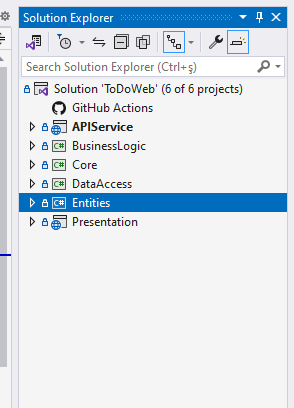 Solution Explorer
Search Solution Explorer (Ctrl+ş)
Solution 'ToDoWeb' (6 of 6 projects)
GitHub Actions
APIService
C# BusinessLogic
C# Core
C# DataAccess
C# Entities
Presentation